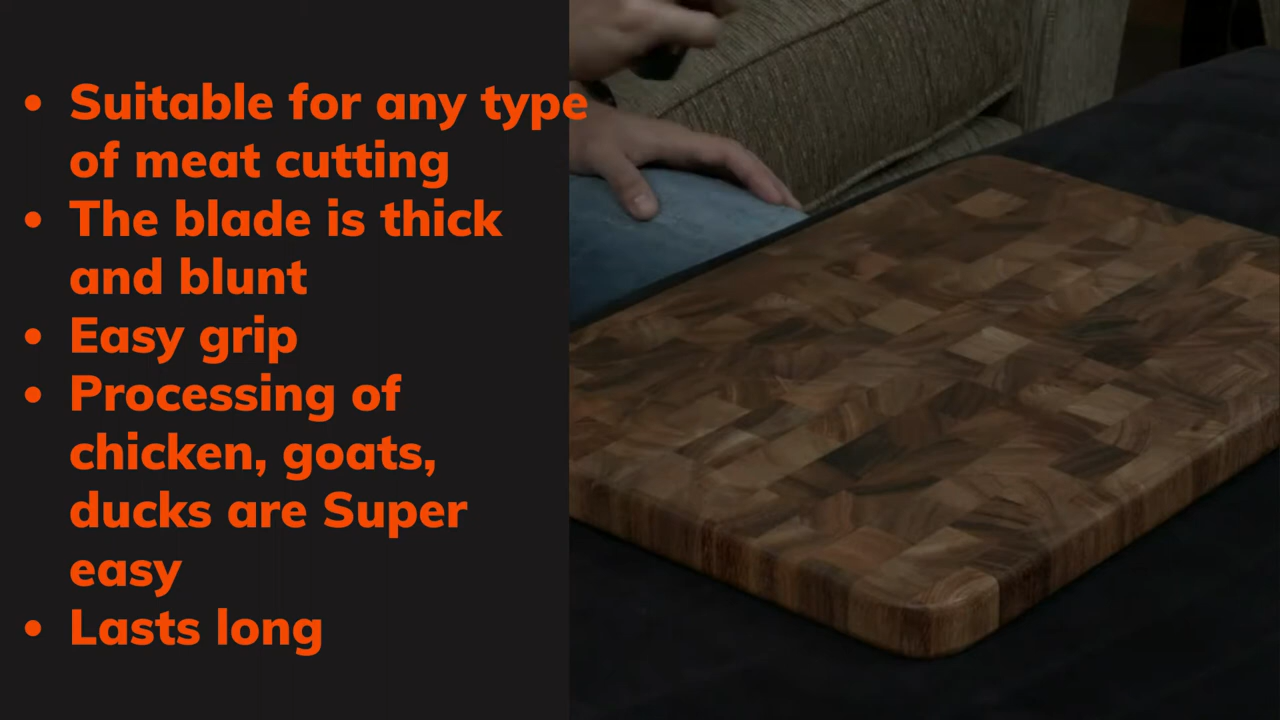 • Suitable for any type
of meat cutting
• The blade is thick
and blunt
• Easy grip
• Processing of
chicken, goats,
ducks are Super
easy
• Lasts long